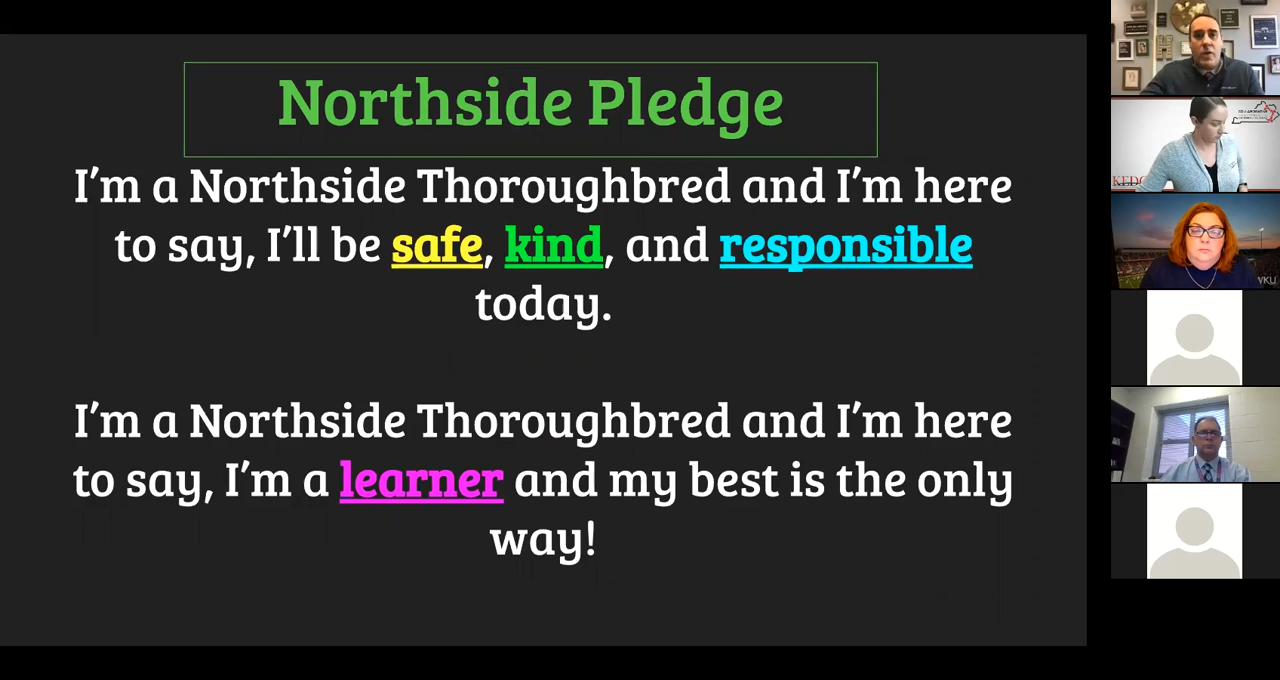 Northside Pledge
I'm a Northside Thoroughbred and I'm here
to say, I'll be safe, kind, and responsible
today.
I'm a Northside Thoroughbred and I'm here
to say, I'm a learner and my best is the only
way!
WKU